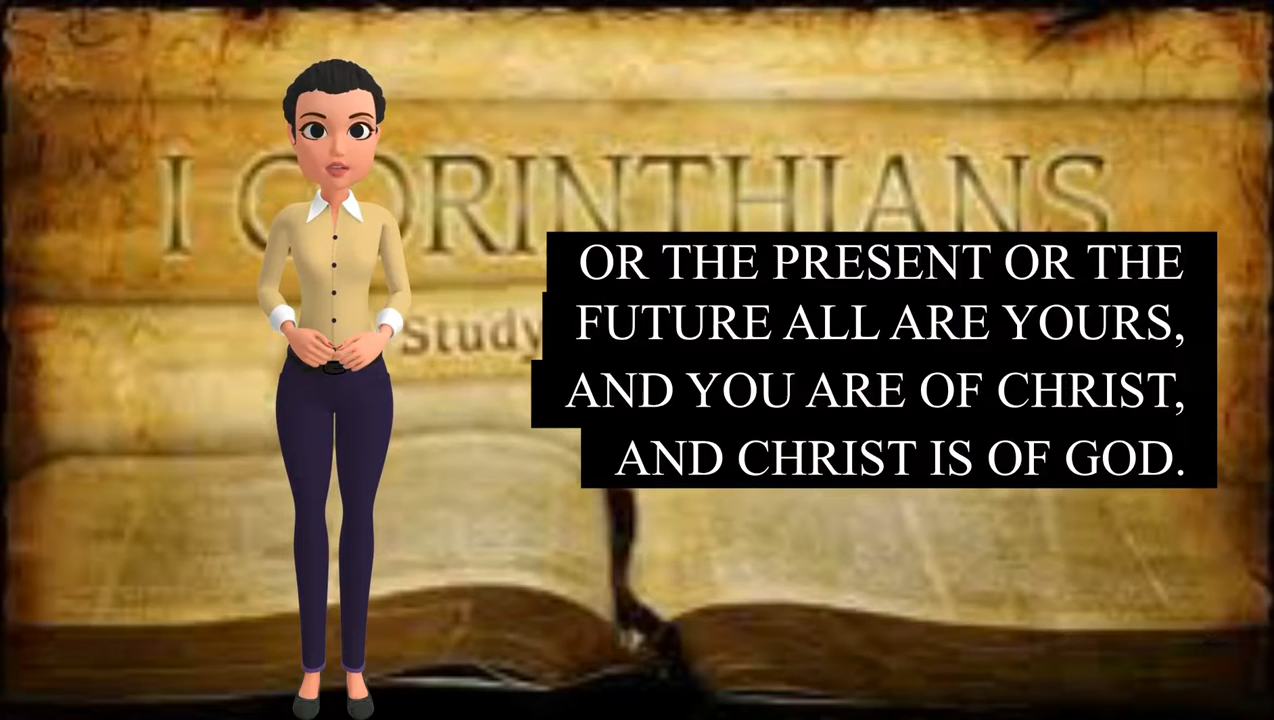 I CORINTHIANS
Study
OR THE PRESENT OR THE
FUTURE ALL ARE YOURS,
AND YOU ARE OF CHRIST,
AND CHRIST IS OF GOD.